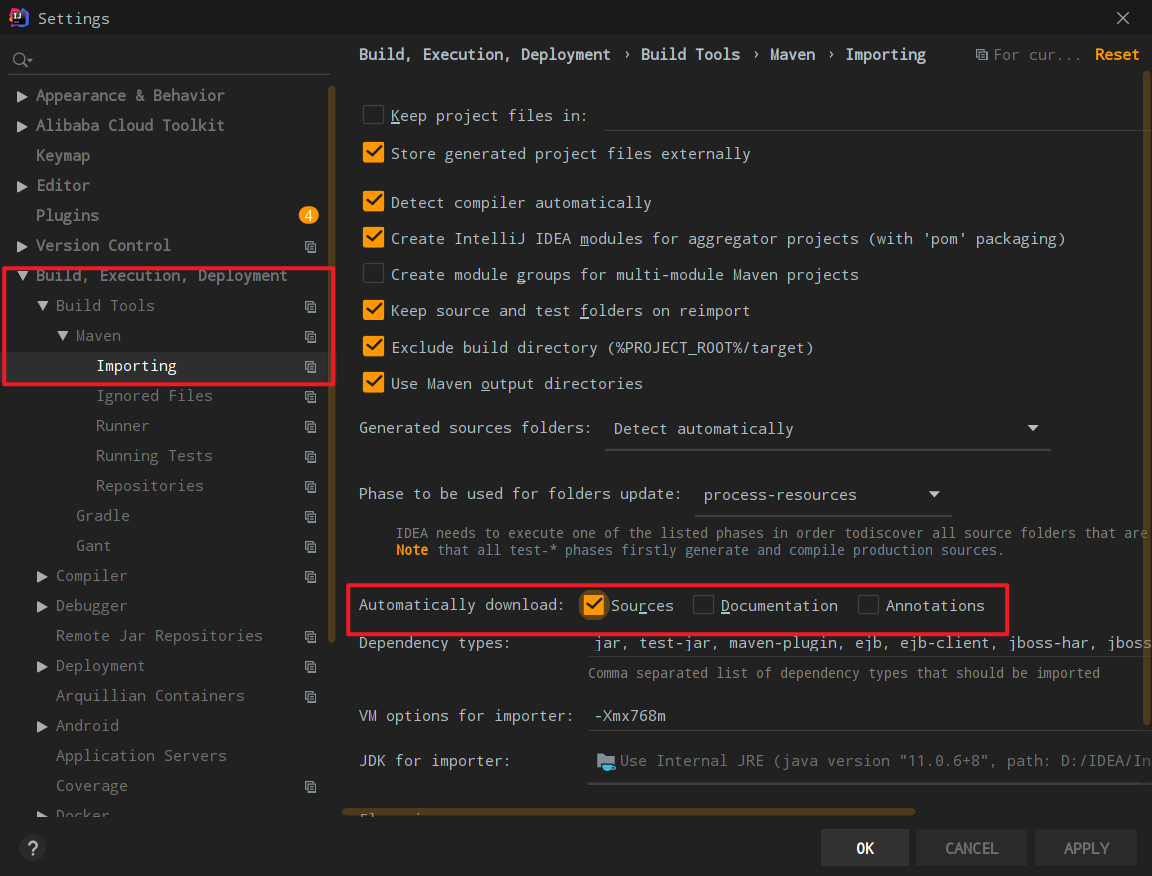 Settings
Appearance & Behavior
Alibaba Cloud Toolkit
Keymap
Editor
Plugins 4
Version Control
Build, Execution, Deployment
Build Tools
Maven
Importing
Ignored Files
Runner
Running Tests
Repositories
Gradle
Gant
Compiler
Debugger
Remote Jar Repositories
Deployment
Arquillian Containers
Android
Application Servers
Coverage
Docker
Build, Execution, Deployment › Build Tools › Maven › Importing For cur... Reset
Keep project files in:
Store generated project files externally
Detect compiler automatically
Create IntelliJ IDEA modules for aggregator projects (with 'pom' packaging)
Create module groups for multi-module Maven projects
Keep source and test folders on reimport
Exclude build directory (%PROJECT_ROOT%/target)
Use Maven output directories
Generated sources folders: Detect automatically
Phase to be used for folders update: process-resources
IDEA needs to execute one of the listed phases in order todiscover all source folders that are
Note that all test-* phases firstly generate and compile production sources.
Automatically download: Sources Documentation Annotations
Dependency types: jar, test-jar, maven-plugin, ejb, ejb-client, jboss-har, jboss
Comma separated list of dependency types that should be imported
VM options for importer: -Xmx768m
JDK for importer: Use Internal JRE (java version "11.0.6+8", path: D:/IDEA/In
? OK CANCEL APPLY